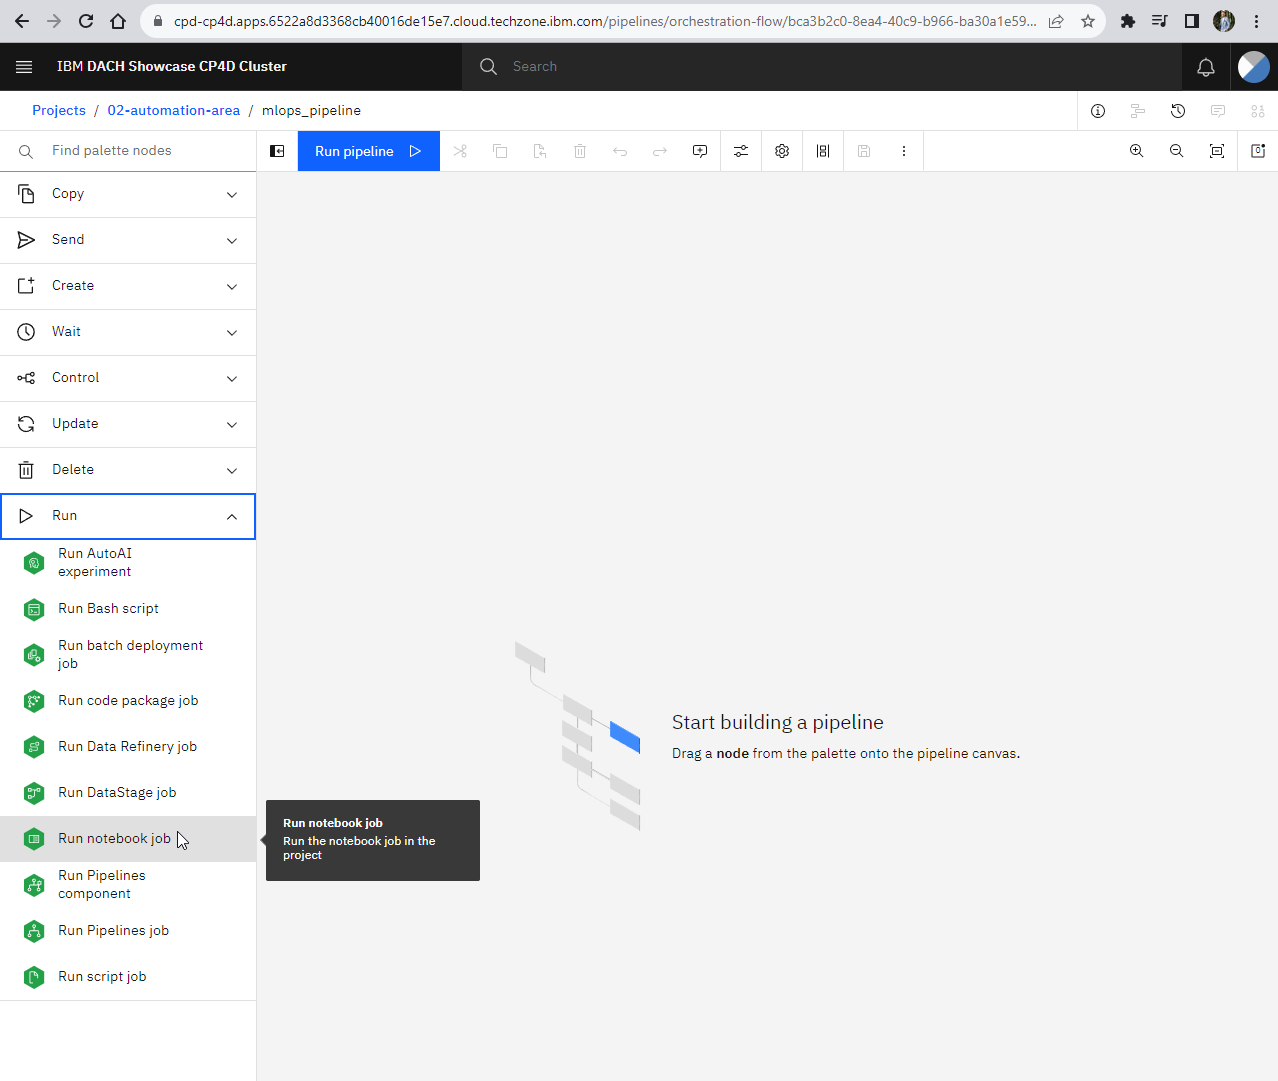 cpd-cp4d.apps.6522a8d3368cb40016de15e7.cloud.techzone.ibm.com/pipelines/orchestration-flow/bca3b2c0-8ea4-40c9-b966-ba30a1e59...
IBM DACH Showcase CP4D Cluster
Search
Projects / 02-automation-area / mlops_pipeline
Find palette nodes
Run pipeline
Copy
Send
Create
Wait
Control
Update
Delete
Run
Run AutoAI
experiment
Run Bash script
Run batch deployment
job
Run code package job
Run Data Refinery job
Run DataStage job
Run notebook job
Run Pipelines
component
Run Pipelines job
Run script job
Run notebook job
Run the notebook job in the
project
Start building a pipeline
Drag a node from the palette onto the pipeline canvas.